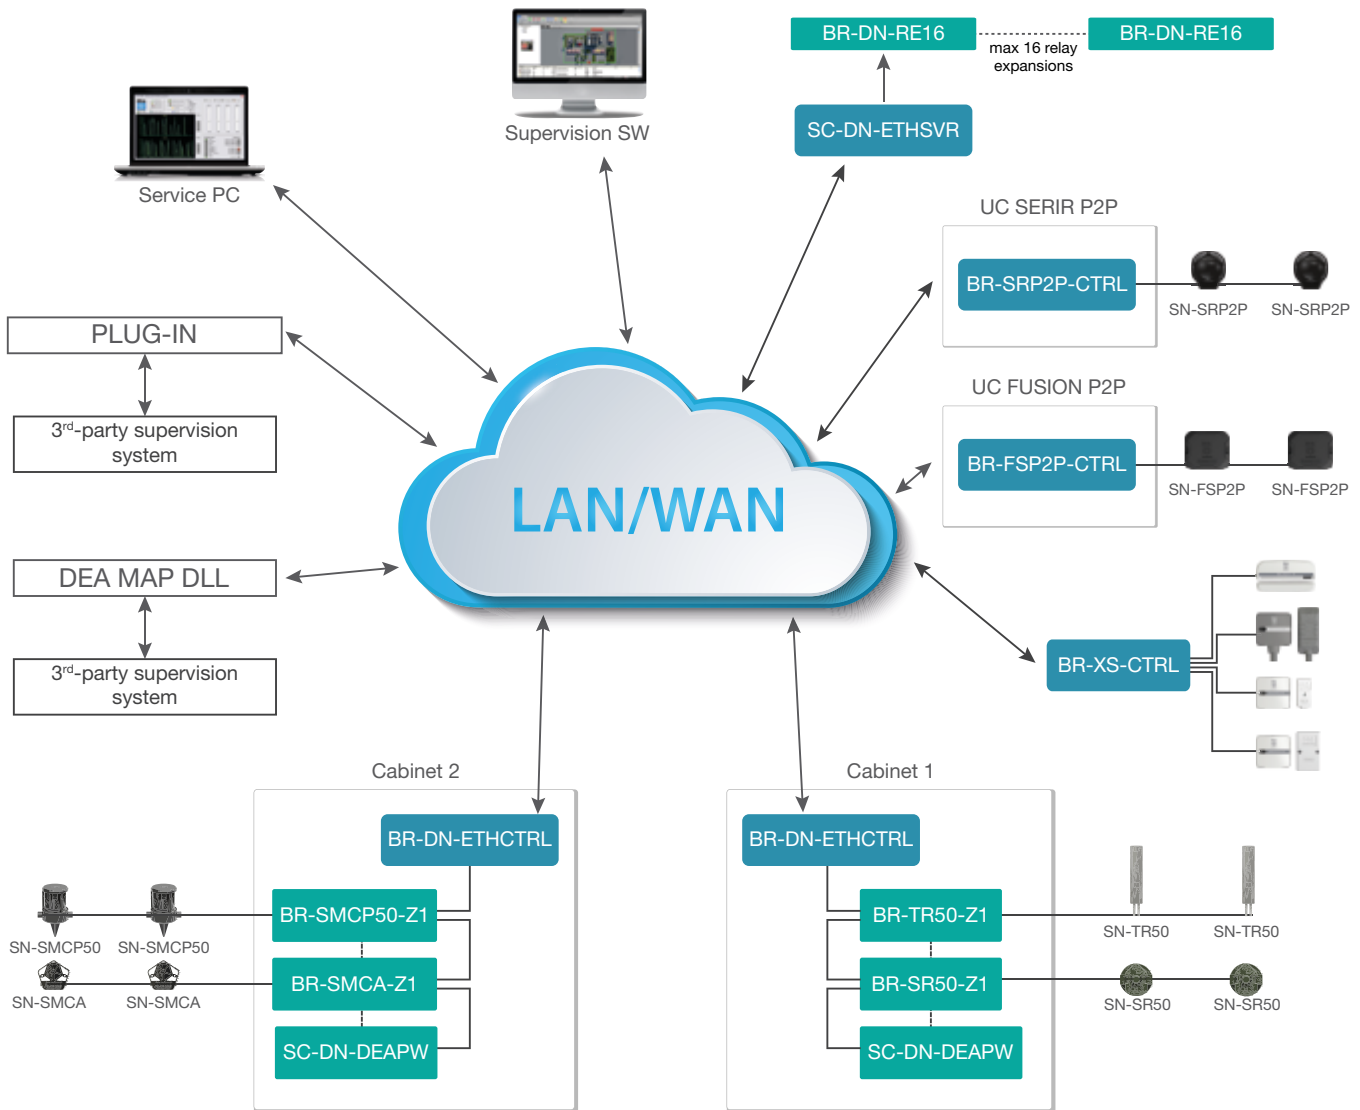 BR-DN-RE16
max 16 relay
expansions
BR-DN-RE16
SC-DN-ETHSVR
Supervision SW
Service PC
UC SERIR P2P
BR-SRP2P-CTRL
SN-SRP2P
SN-SRP2P
PLUG-IN
3rd-party supervision
system
UC FUSION P2P
BR-FSP2P-CTRL
SN-FSP2P
SN-FSP2P
LAN/WAN
DEA MAP DLL
3rd-party supervision
system
BR-XS-CTRL
Cabinet 2
BR-DN-ETHCTRL
BR-SMCP50-Z1
SN-SMCP50
SN-SMCP50
BR-SMCA-Z1
SN-SMCA
SN-SMCA
SC-DN-DEAPW
Cabinet 1
BR-DN-ETHCTRL
BR-TR50-Z1
SN-TR50
SN-TR50
BR-SR50-Z1
SN-SR50
SN-SR50
SC-DN-DEAPW